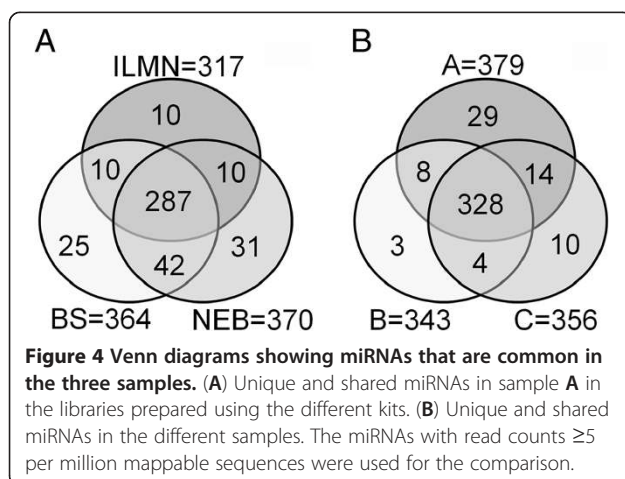 A
B
ILMN=317
A=379
10
29
10
10
8
14
287
328
25
42
31
3
4
10
BS=364
NEB=370
B=343
C=356
Figure 4 Venn diagrams showing miRNAs that are common in
the three samples. (A) Unique and shared miRNAs in sample A in
the libraries prepared using the different kits. (B) Unique and shared
miRNAs in the different samples. The miRNAs with read counts ≥5
per million mappable sequences were used for the comparison.